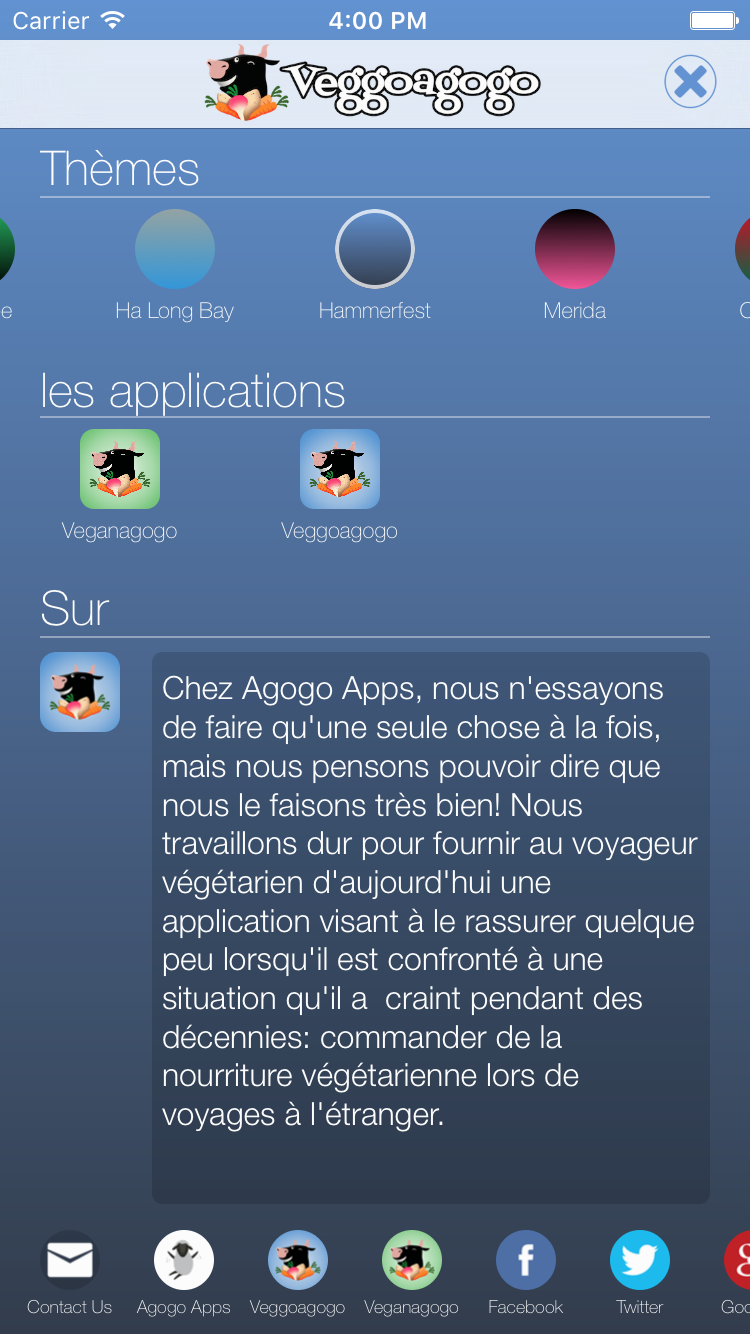 Carrier 4:00 PM
Veggoagogo
Thèmes
e Ha Long Bay Hammerfest Merida C
les applications
Veganagogo Veggoagogo
Sur
Chez Agogo Apps, nous n'essayons
de faire qu'une seule chose à la fois,
mais nous pensons pouvoir dire que
nous le faisons très bien! Nous
travaillons dur pour fournir au voyageur
végétarien d'aujourd'hui une
application visant à le rassurer quelque
peu lorsqu'il est confronté à une
situation qu'il a  craint pendant des
décennies: commander de la
nourriture végétarienne lors de
voyages à l'étranger.
Contact Us Agogo Apps Veggoagogo Veganagogo Facebook Twitter Goo